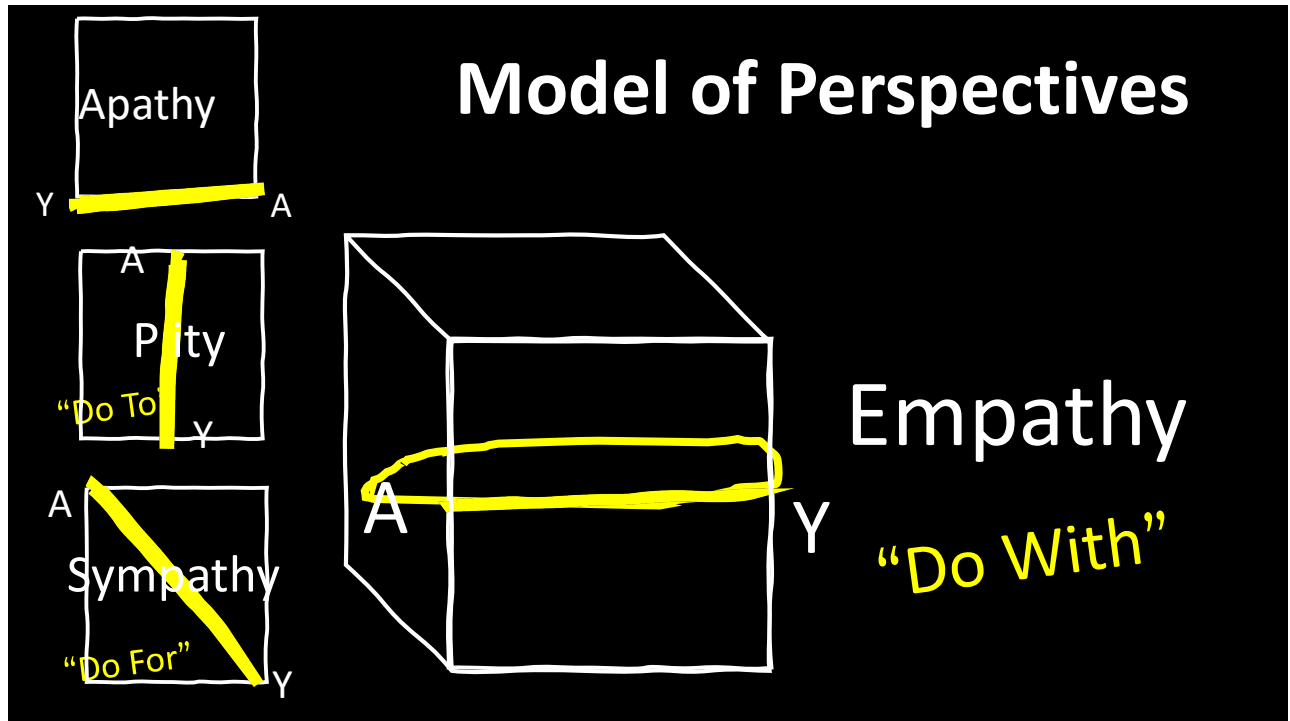 Model of Perspectives
Apathy
Y
A
A
Pity
“Do To”
Y
A
Sympathy
“Do For”
Y
A
Y
Empathy
“Do With”